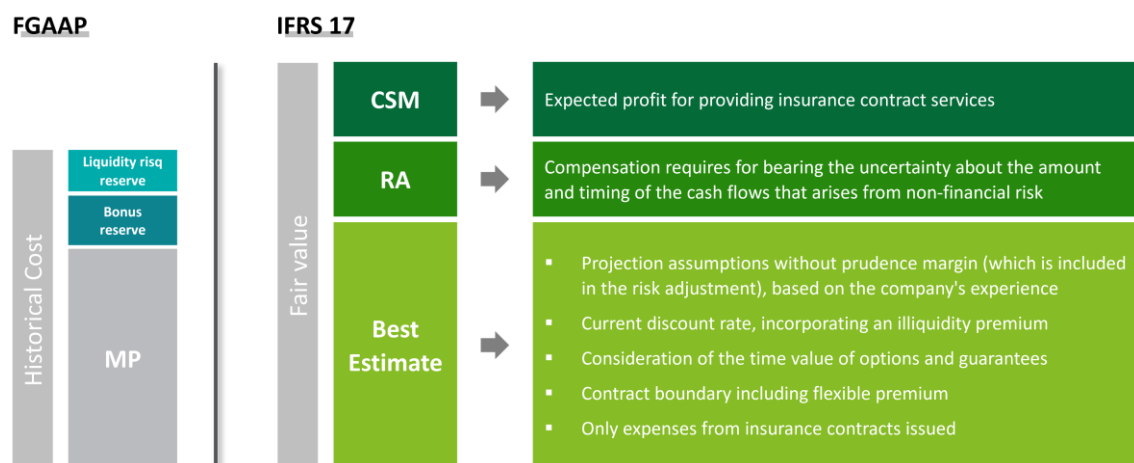 FGAAP
IFRS 17
Historical Cost
Liquidity risq
reserve
Bonus
reserve
MP
Fair value
CSM
Expected profit for providing insurance contract services
RA
Compensation requires for bearing the uncertainty about the amount
and timing of the cash flows that arises from non-financial risk
Best
Estimate
▪ Projection assumptions without prudence margin (which is included
in the risk adjustment), based on the company's experience
▪ Current discount rate, incorporating an illiquidity premium
▪ Consideration of the time value of options and guarantees
▪ Contract boundary including flexible premium
▪ Only expenses from insurance contracts issued